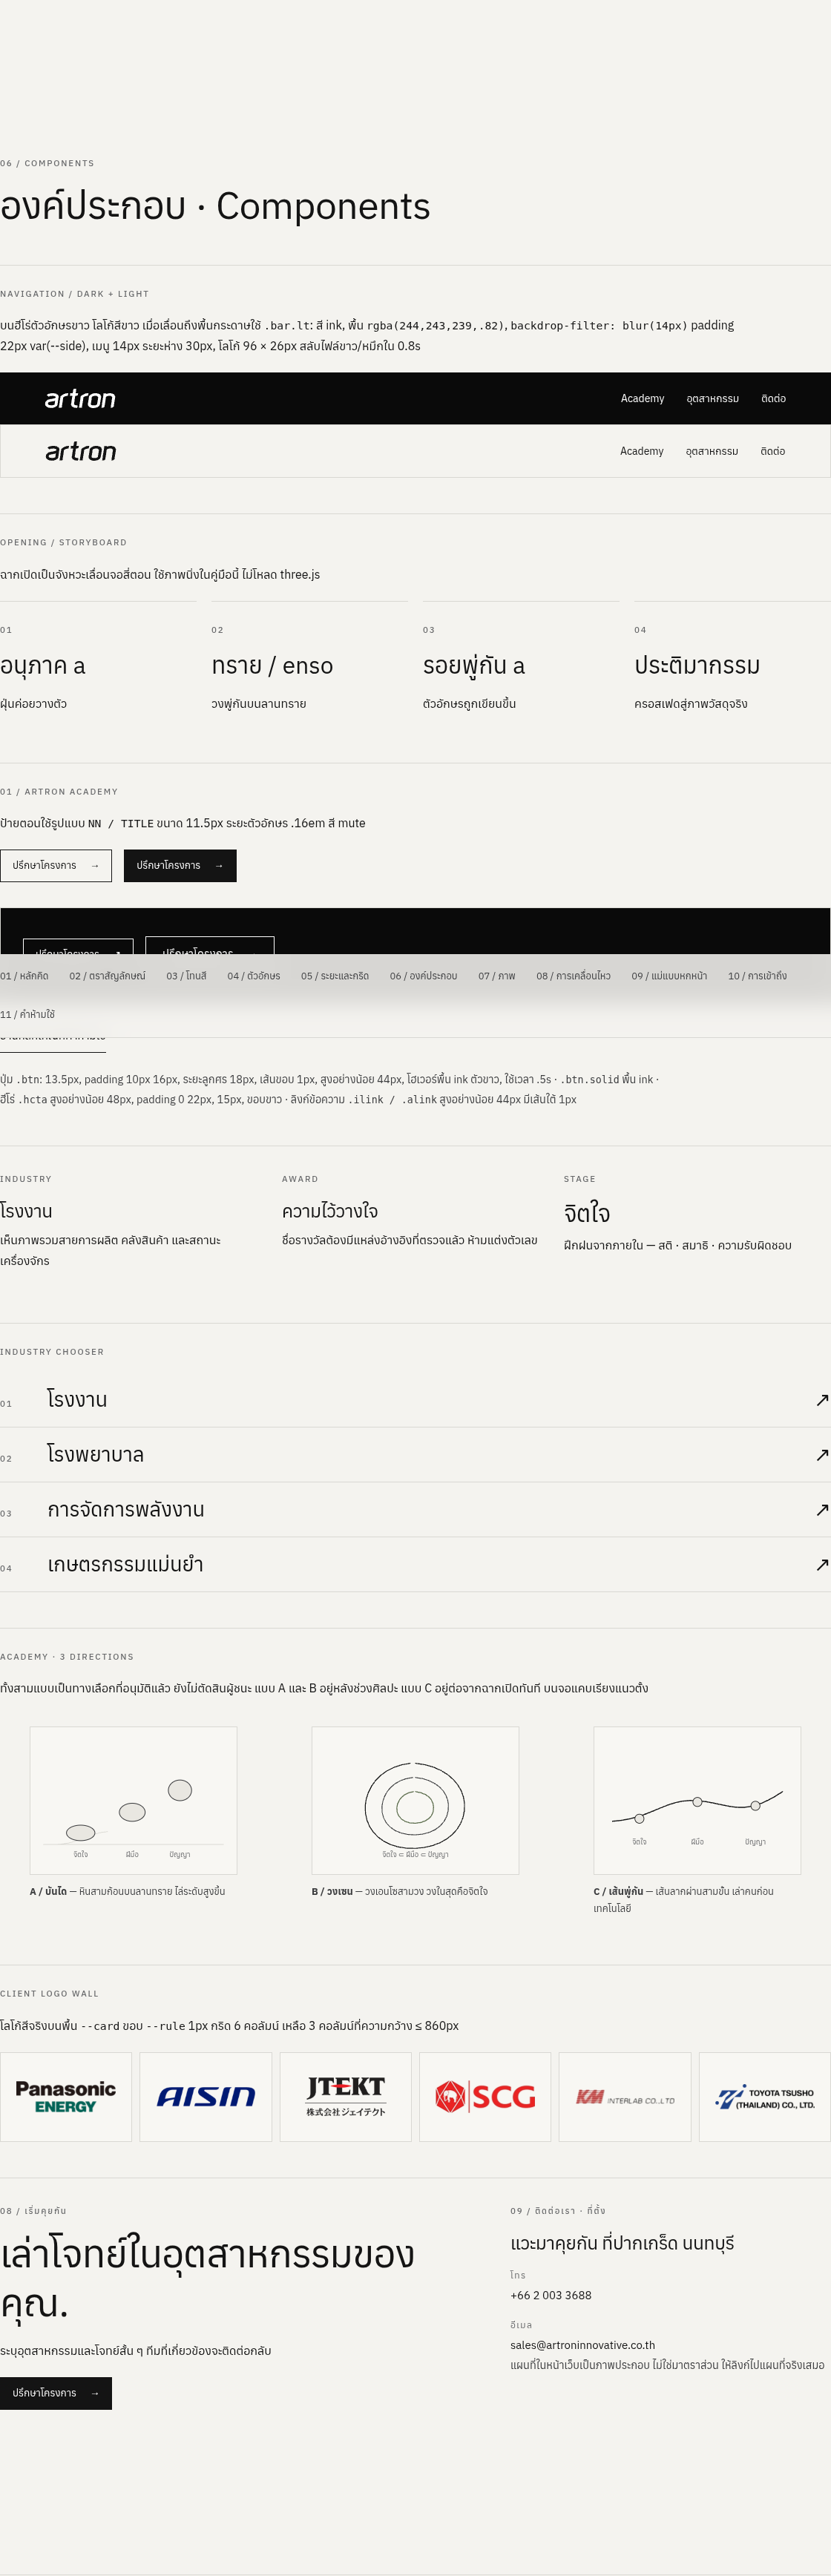 06 / COMPONENTS
องค์ประกอบ · Components
NAVIGATION / DARK + LIGHT
บนฮีโร่ตัวอักษรขาว โลโก้สีขาว เมื่อเลื่อนถึงพื้นกระดาษใช้ .bar.lt: สี ink, พื้น rgba(244,243,239,.82), backdrop-filter: blur(14px) padding
22px var(--side), เมนู 14px ระยะห่าง 30px, โลโก้ 96 × 26px สลับไฟล์ขาว/หมึกใน 0.8s
artron Academy อุตสาหกรรม ติดต่อ
artron Academy อุตสาหกรรม ติดต่อ
OPENING / STORYBOARD
ฉากเปิดเป็นจังหวะเลื่อนจอสี่ตอน ใช้ภาพนิ่งในคู่มือนี้ ไม่โหลด three.js
01 02 03 04
อนุภาค a ทราย / enso รอยพู่กัน a ประติมากรรม
ฝุ่นค่อยวางตัว วงพู่กันบนลานทราย ตัวอักษรถูกเขียนขึ้น ครอสเฟดสู่ภาพวัสดุจริง
01 / ARTRON ACADEMY
ป้ายตอนใช้รูปแบบ NN / TITLE ขนาด 11.5px ระยะตัวอักษร .16em สี mute
ปรึกษาโครงการ → ปรึกษาโครงการ →
01 / หลักคิด 02 / ตราสัญลักษณ์ 03 / โทนสี 04 / ตัวอักษร 05 / ระยะและกริด 06 / องค์ประกอบ 07 / ภาพ 08 / การเคลื่อนไหว 09 / แม่แบบหกหน้า 10 / การเข้าถึง
11 / คำห้ามใช้
ปุ่ม .btn: 13.5px, padding 10px 16px, ระยะลูกศร 18px, เส้นขอบ 1px, สูงอย่างน้อย 44px, โฮเวอร์พื้น ink ตัวขาว, ใช้เวลา .5s · .btn.solid พื้น ink ·
ฮีโร่ .hcta สูงอย่างน้อย 48px, padding 0 22px, 15px, ขอบขาว · ลิงก์ข้อความ .ilink / .alink สูงอย่างน้อย 44px มีเส้นใต้ 1px
INDUSTRY AWARD STAGE
โรงงาน ความไว้วางใจ จิตใจ
เห็นภาพรวมสายการผลิต คลังสินค้า และสถานะ
เครื่องจักร
ชื่อรางวัลต้องมีแหล่งอ้างอิงที่ตรวจแล้ว ห้ามแต่งตัวเลข
ฝึกฝนจากภายใน — สติ · สมาธิ · ความรับผิดชอบ
INDUSTRY CHOOSER
01 โรงงาน ↗
02 โรงพยาบาล ↗
03 การจัดการพลังงาน ↗
04 เกษตรกรรมแม่นยำ ↗
ACADEMY · 3 DIRECTIONS
ทั้งสามแบบเป็นทางเลือกที่อนุมัติแล้ว ยังไม่ตัดสินผู้ชนะ แบบ A และ B อยู่หลังช่วงศิลปะ แบบ C อยู่ต่อจากฉากเปิดทันที บนจอแคบเรียงแนวตั้ง
จิตใจ ฝีมือ ปัญญา
จิตใจ ⊂ ฝีมือ ⊂ ปัญญา
จิตใจ ฝีมือ ปัญญา
A / บันได — หินสามก้อนบนลานทราย ไล่ระดับสูงขึ้น
B / วงเซน — วงเอนโซสามวง วงในสุดคือจิตใจ
C / เส้นพู่กัน — เส้นลากผ่านสามขั้น เล่าคนก่อน
เทคโนโลยี
CLIENT LOGO WALL
โลโก้สีจริงบนพื้น --card ขอบ --rule 1px กริด 6 คอลัมน์ เหลือ 3 คอลัมน์ที่ความกว้าง ≤ 860px
Panasonic
ENERGY
AISIN
JTEKT
株式会社ジェイテクト
SCG
KM INTERLAB CO.,LTD
TOYOTA TSUSHO
(THAILAND) CO., LTD.
08 / เริ่มคุยกัน
เล่าโจทย์ในอุตสาหกรรมของ
คุณ.
ระบุอุตสาหกรรมและโจทย์สั้น ๆ ทีมที่เกี่ยวข้องจะติดต่อกลับ
ปรึกษาโครงการ →
09 / ติดต่อเรา · ที่ตั้ง
แวะมาคุยกัน ที่ปากเกร็ด นนทบุรี
โทร
+66 2 003 3688
อีเมล
sales@artroninnovative.co.th
แผนที่ในหน้าเว็บเป็นภาพประกอบ ไม่ใช่มาตราส่วน ให้ลิงก์ไปแผนที่จริงเสมอ